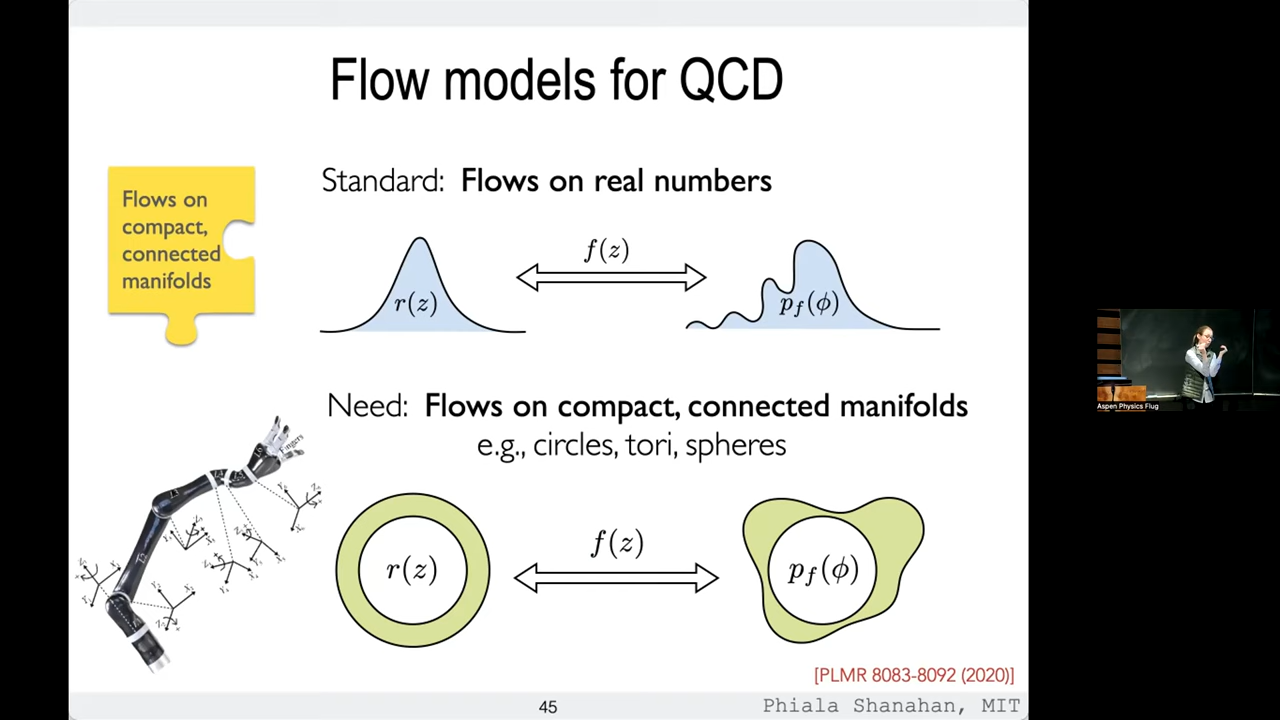 Flow models for QCD
Flows on
compact,
connected
manifolds
Standard: Flows on real numbers
f(z)
r(z)
p_f(ϕ)
Need: Flows on compact, connected manifolds
e.g., circles, tori, spheres
f(z)
r(z)
p_f(ϕ)
[PLMR 8083-8092 (2020)]
45
Phiala Shanahan, MIT
Aspen Physics Flug